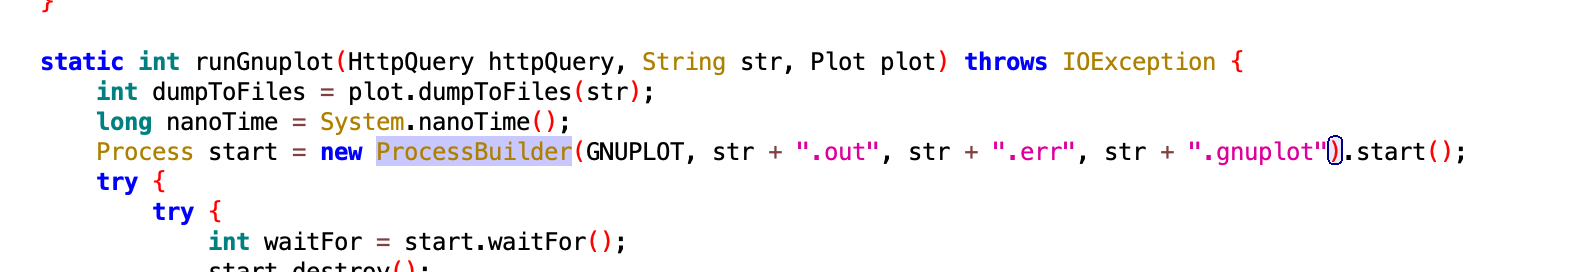 }
static int runGnuplot(HttpQuery httpQuery, String str, Plot plot) throws IOException {
    int dumpToFiles = plot.dumpToFiles(str);
    long nanoTime = System.nanoTime();
    Process start = new ProcessBuilder(GNUPLOT, str + ".out", str + ".err", str + ".gnuplot").start();
    try {
        try {
            int waitFor = start.waitFor();
            start.destroy();